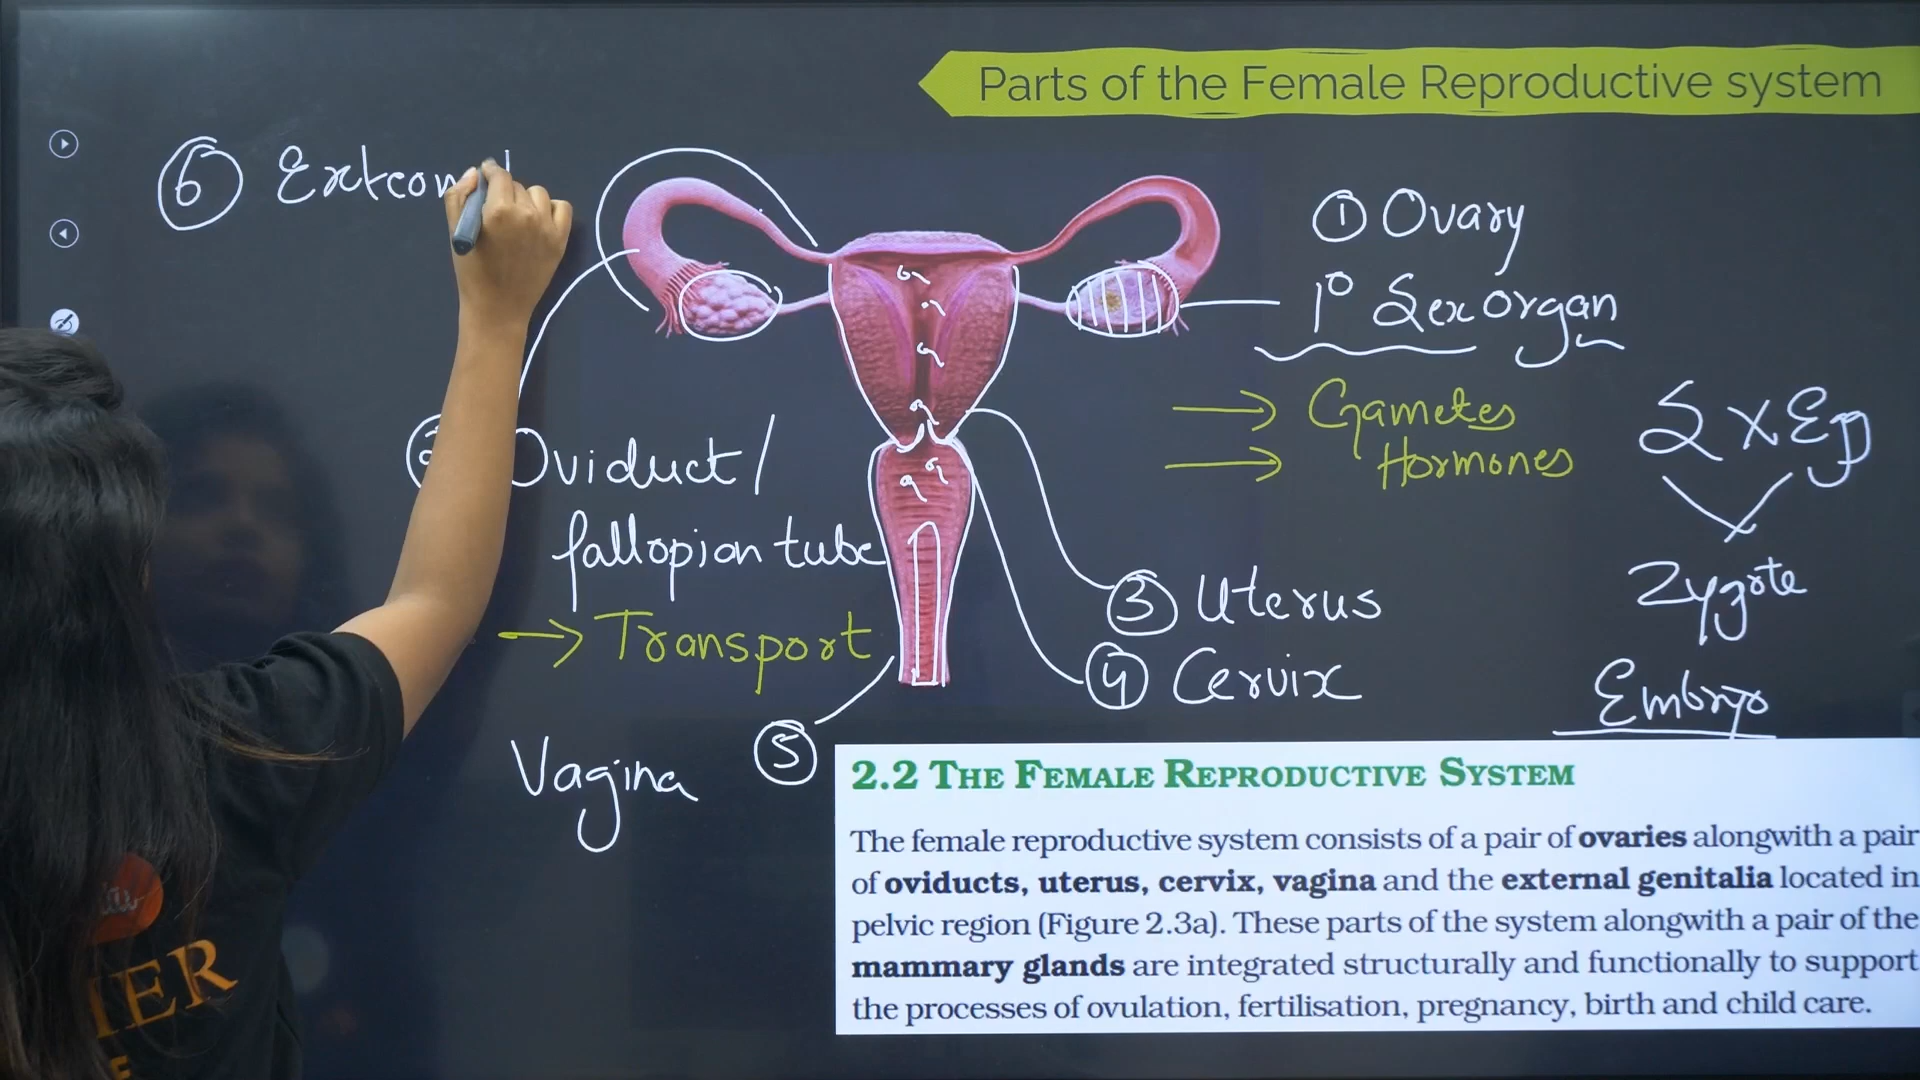 Parts of the Female Reproductive system
⑥
① Ovary
1° Sex Organ
→ Gametes
→ Hormones
S X Egg
Zygote
Embryo
Oviduct /
fallopian tube
→ Transport
③ Uterus
④ Cervix
⑤
Vagina
2.2 THE FEMALE REPRODUCTIVE SYSTEM
The female reproductive system consists of a pair of ovaries alongwith a pair
of oviducts, uterus, cervix, vagina and the external genitalia located in
pelvic region (Figure 2.3a). These parts of the system alongwith a pair of the
mammary glands are integrated structurally and functionally to support
the processes of ovulation, fertilisation, pregnancy, birth and child care.